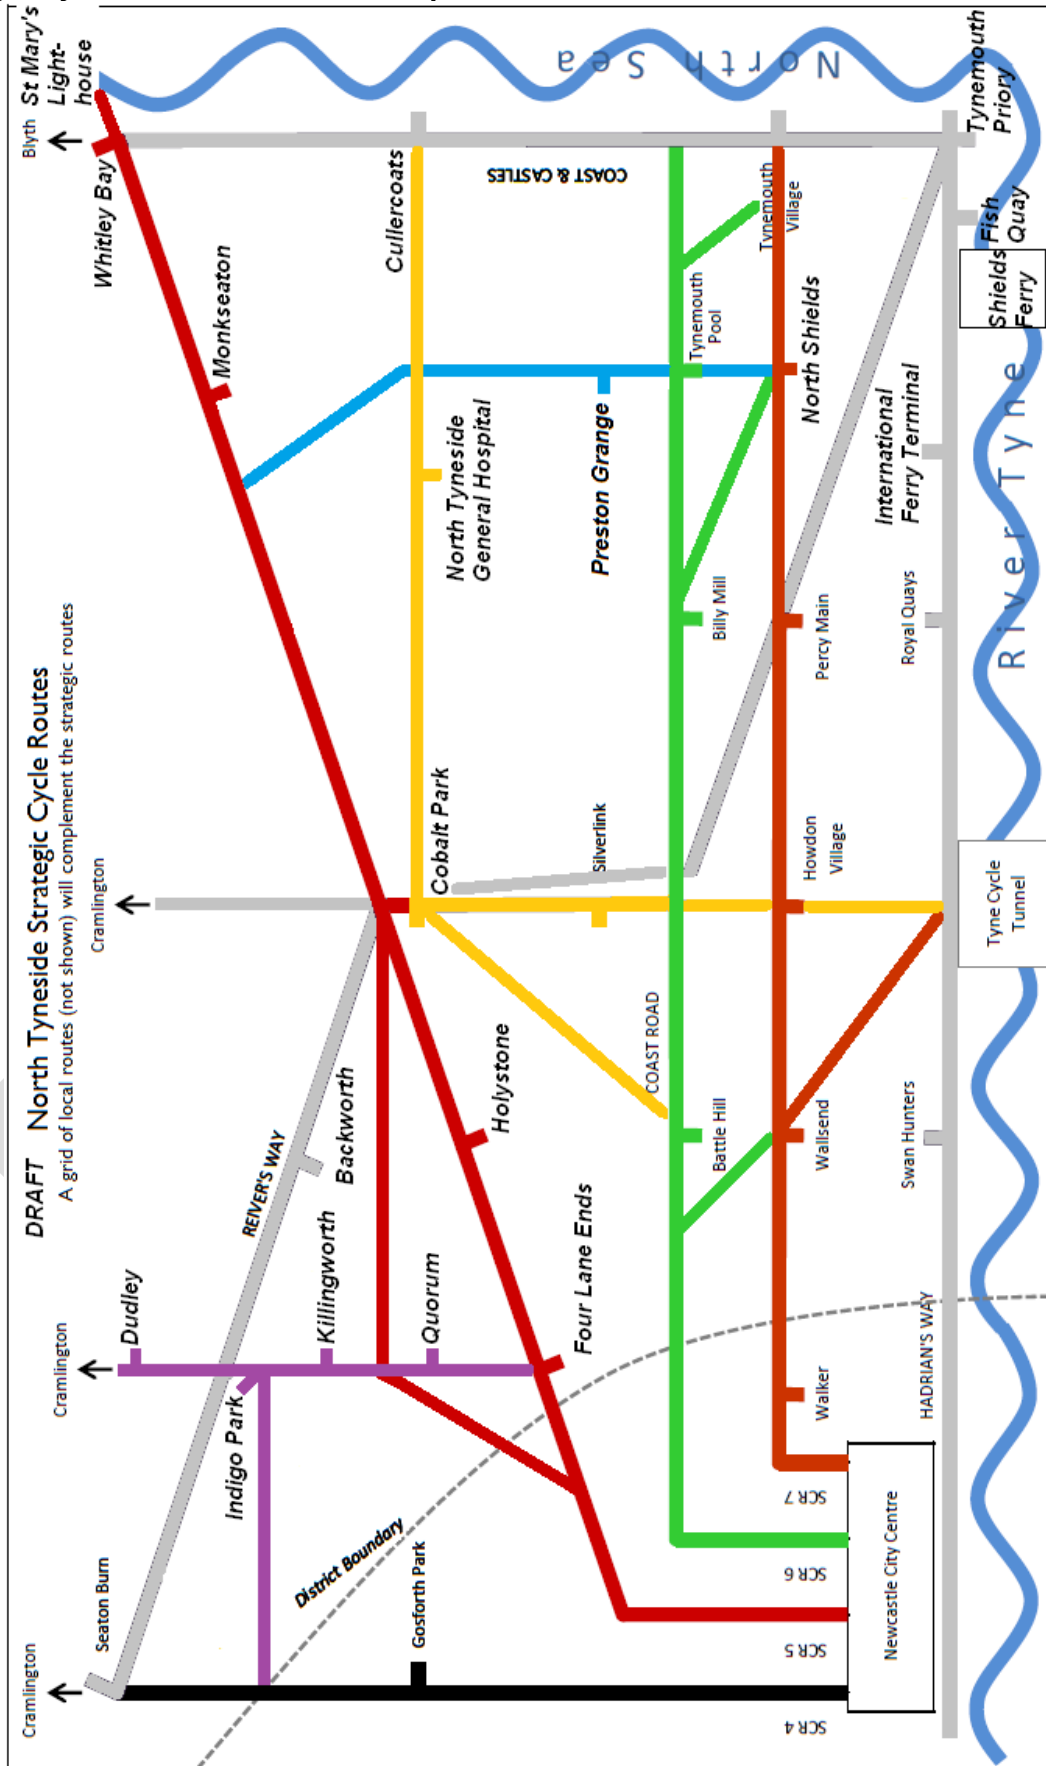 DRAFT North Tyneside Strategic Cycle Routes
A grid of local routes (not shown) will complement the strategic routes
Cramlington
Cramlington
Cramlington
Blyth
St Mary's
Light-
house
Seaton Burn
Dudley
REIVER'S WAY
Whitley Bay
Indigo Park
Killingworth
Backworth
Monkseaton
Gosforth Park
Quorum
Cobalt Park
Cullercoats
North Tyneside
General Hospital
District Boundary
Four Lane Ends
Holystone
Silverlink
Preston Grange
COAST & CASTLES
North Sea
COAST ROAD
Battle Hill
Billy Mill
Tynemouth
Pool
Tynemouth
Village
Walker
Wallsend
Howdon
Village
Percy Main
North Shields
SCR 4
SCR 5
SCR 6
SCR 7
Newcastle City Centre
HADRIAN'S WAY
Swan Hunters
Royal Quays
International
Ferry Terminal
Tyne Cycle
Tunnel
River Tyne
Shields
Ferry
Fish
Quay
Tynemouth
Priory